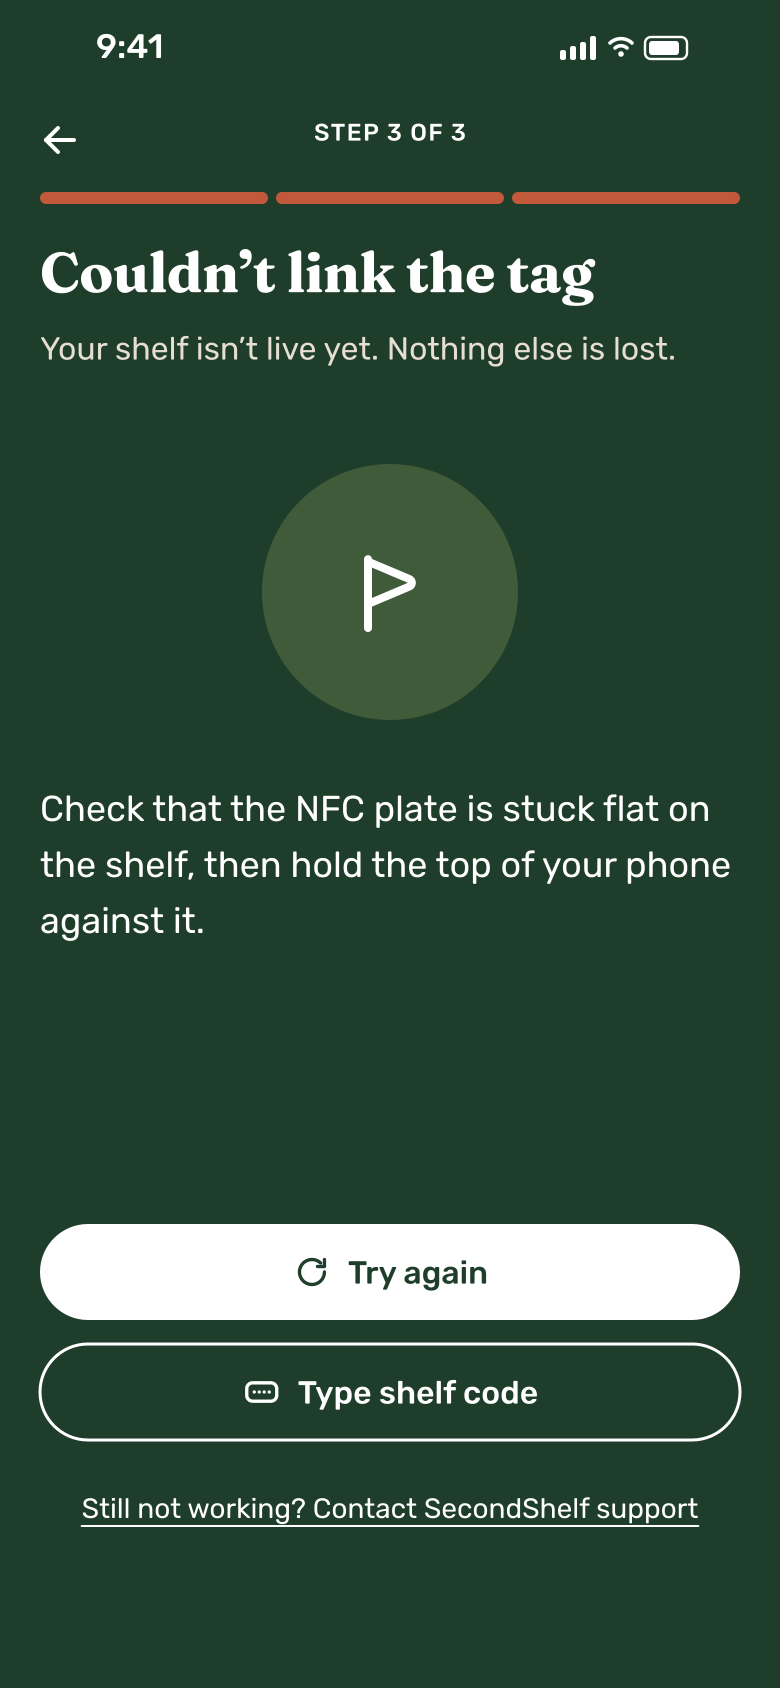 9:41
STEP 3 OF 3
Couldn’t link the tag
Your shelf isn’t live yet. Nothing else is lost.
Check that the NFC plate is stuck flat on
the shelf, then hold the top of your phone
against it.
Try again
Type shelf code
Still not working? Contact SecondShelf support